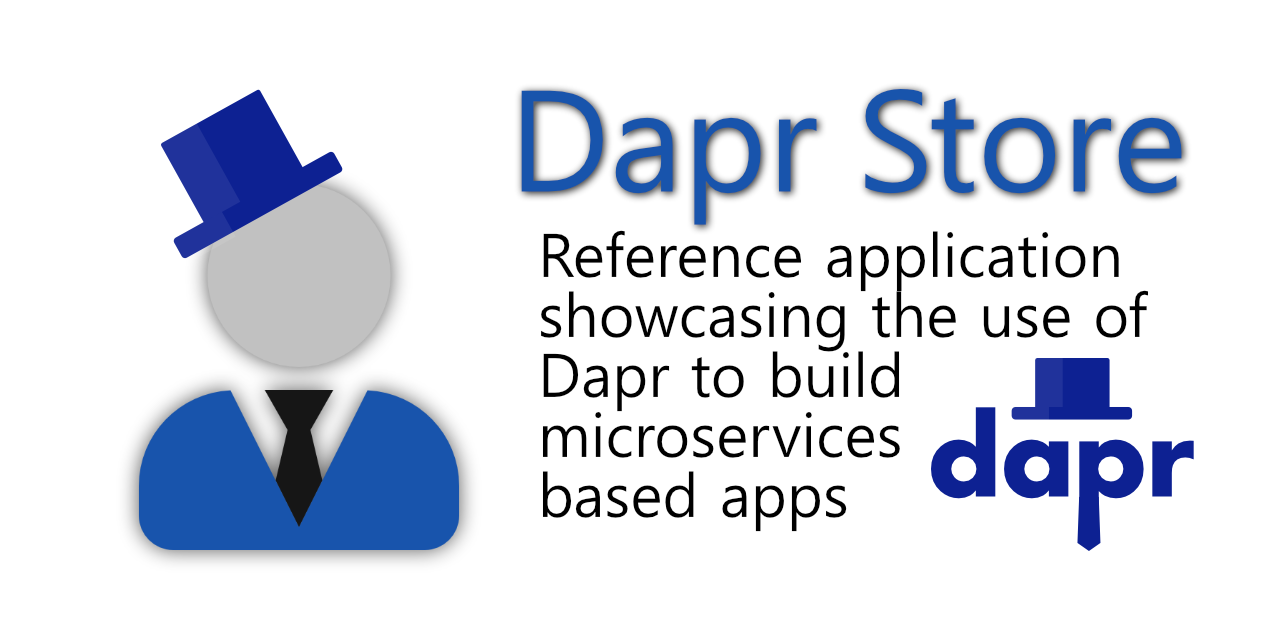 Dapr Store
Reference application
showcasing the use of
Dapr to build
microservices
based apps
dapr